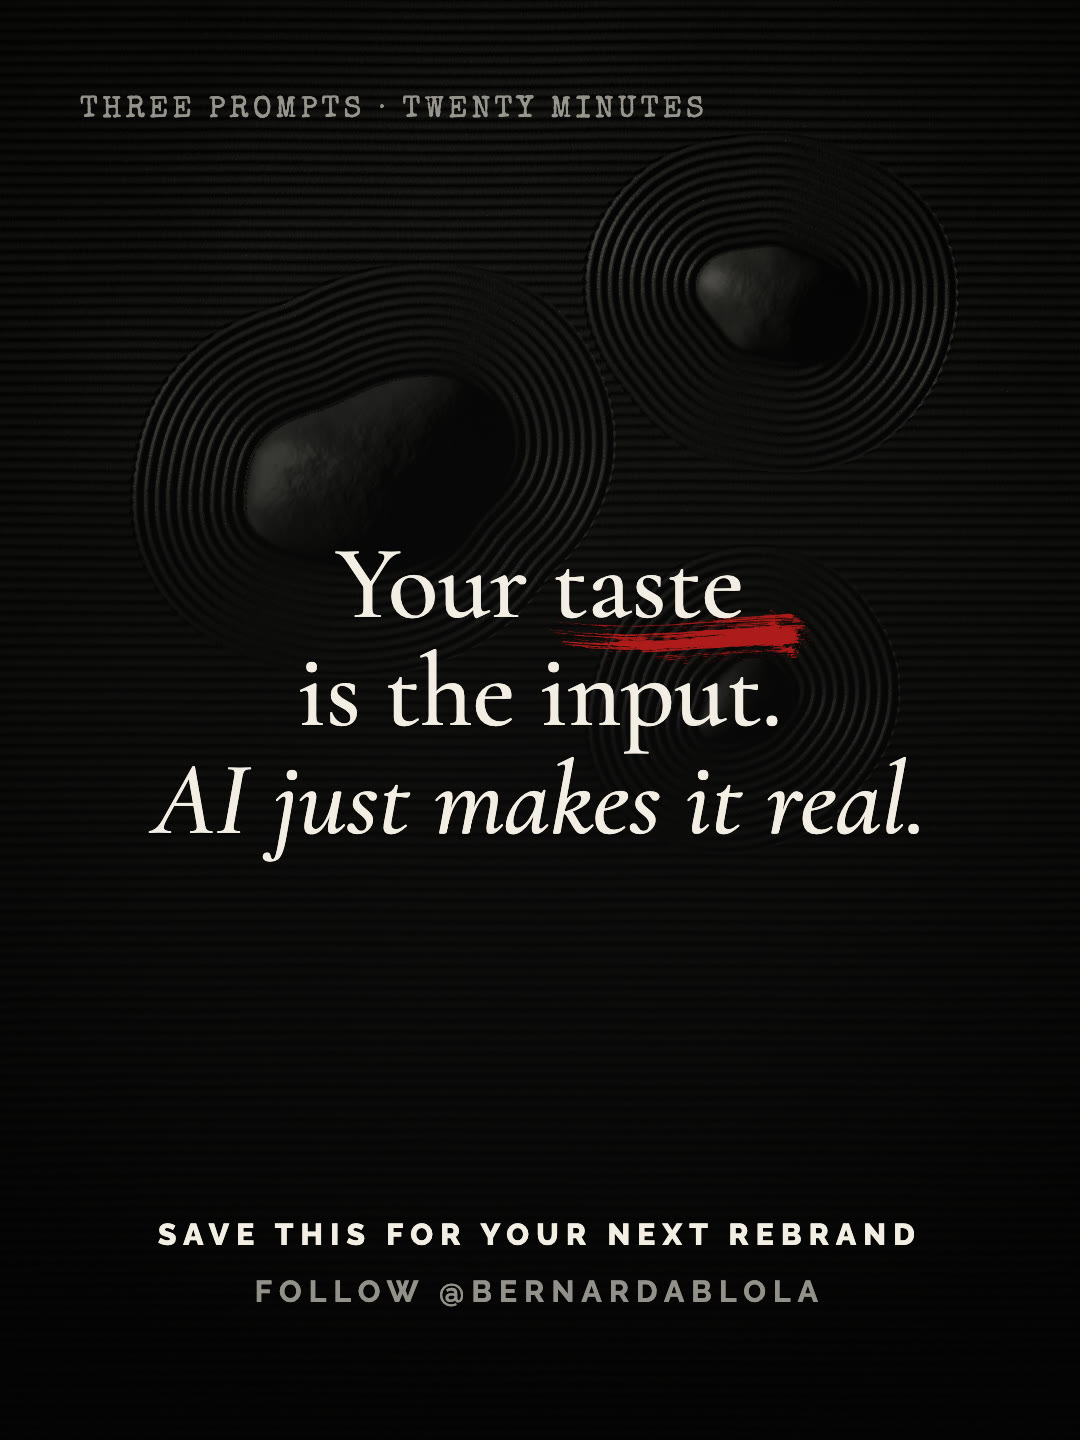 THREE PROMPTS · TWENTY MINUTES
Your taste
is the input.
AI just makes it real.
SAVE THIS FOR YOUR NEXT REBRAND
FOLLOW @BERNARDABLOLA